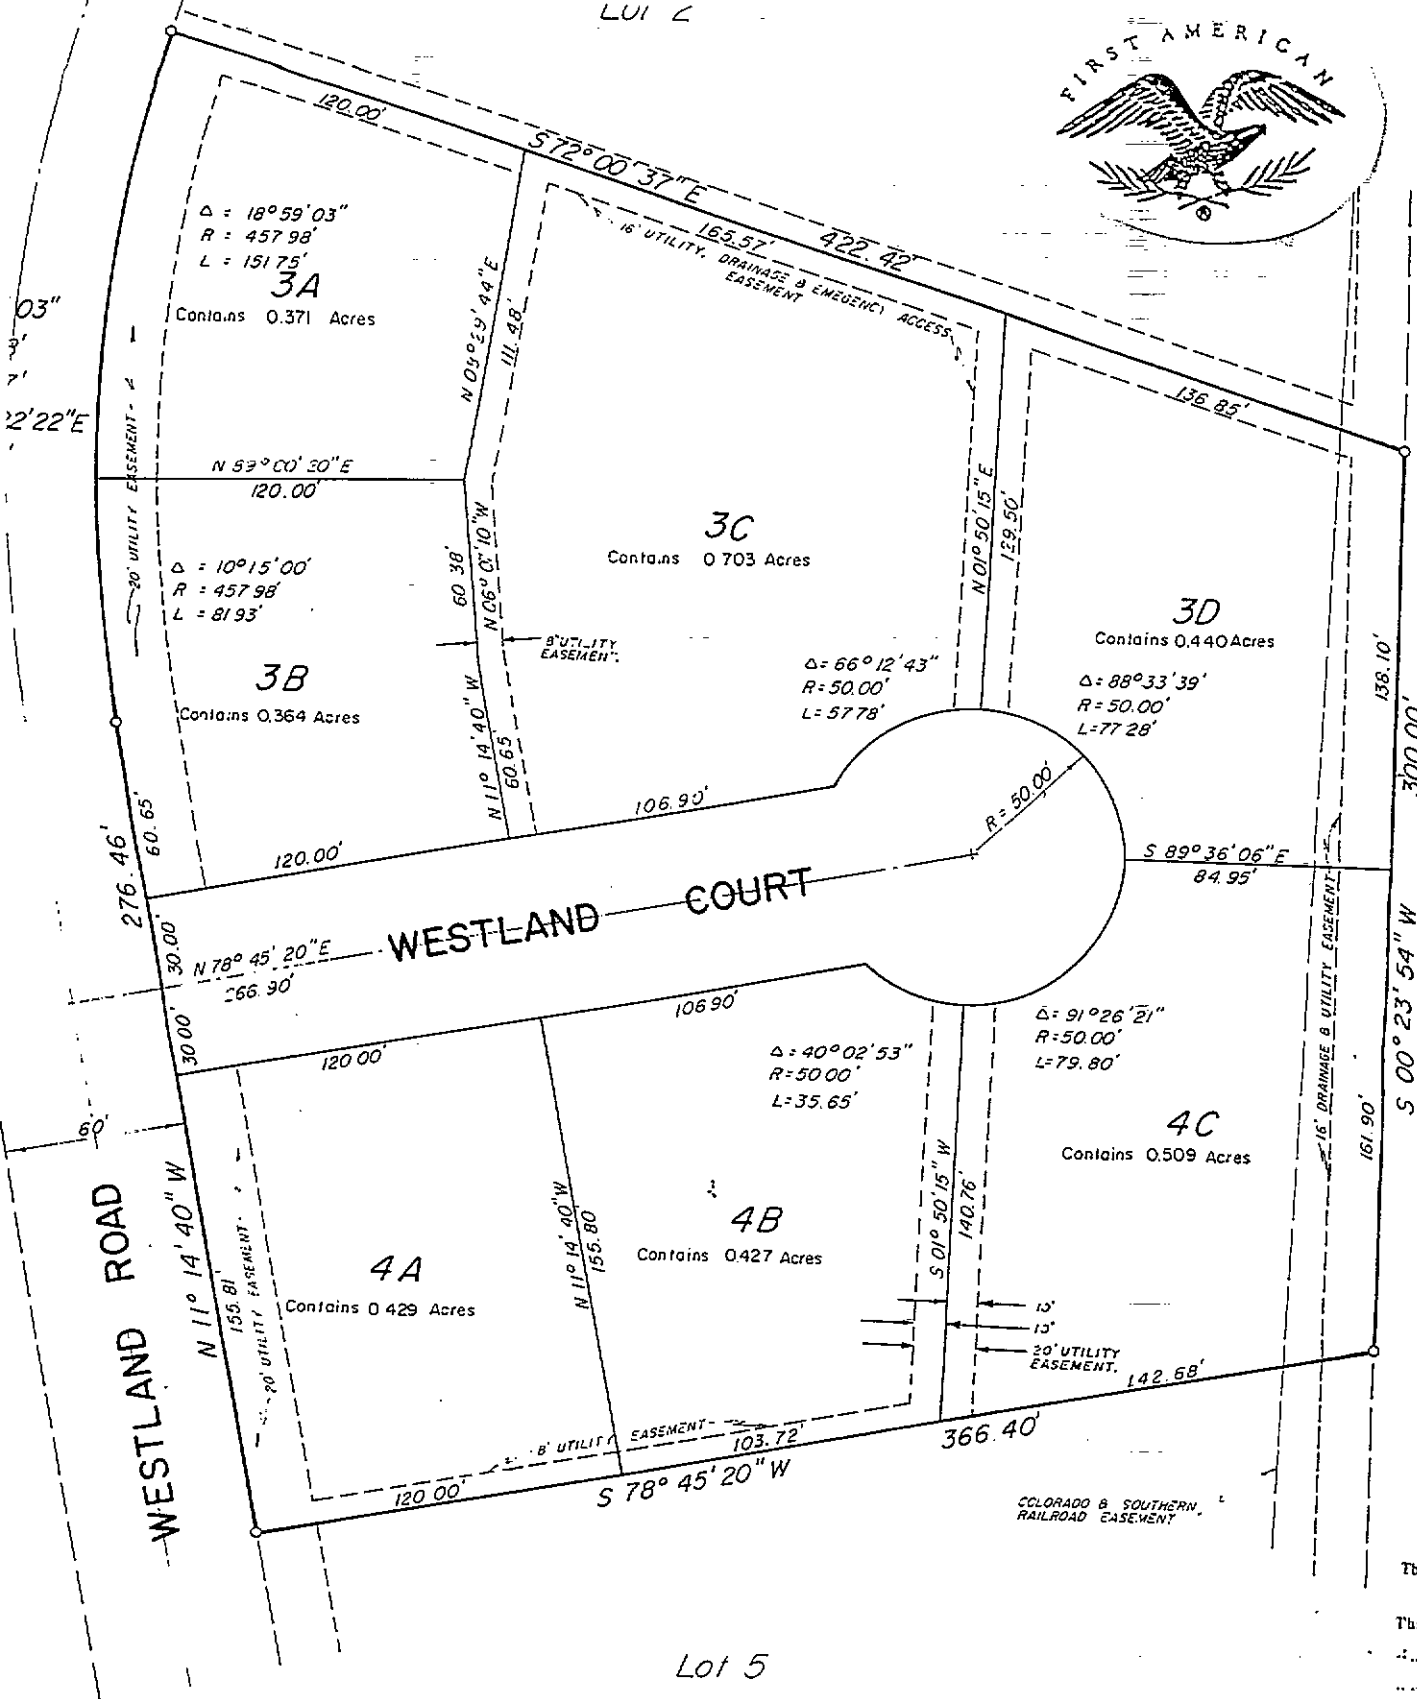 FIRST AMERICAN
120.00'
S 72° 00' 37" E
165.57'
422.42'
16' UTILITY, DRAINAGE & EMEGENCY ACCESS
EASEMENT
136.85'
Δ = 18°59'03"
R = 457.98'
L = 151.75'
3A
Contains 0.371 Acres
03"
22'22"E
111.48'
20' UTILITY EASEMENT
120.00'
Δ = 10°15'00"
R = 457.98'
L = 81.93'
3B
Contains 0.364 Acres
60.38'
8' UTILITY
EASEMENT
N 11° 14' 40" W
60.65'
3C
Contains 0.703 Acres
N 01° 50' 15" E
129.50'
Δ = 66°12'43"
R = 50.00'
L = 57.78'
3D
Contains 0.440 Acres
Δ = 88°33'39"
R = 50.00'
L = 77.28'
138.10'
300.00'
S 00° 23' 54" W
106.90'
R = 50.00'
120.00'
60.65'
276.46'
30.00'
N 78° 45' 20" E
WESTLAND COURT
S 89° 36' 06" E
84.95'
16' DRAINAGE & UTILITY EASEMENT
30.00'
120.00'
106.90'
Δ = 40°02'53"
R = 50.00'
L = 35.65'
Δ = 91°26'21"
R = 50.00'
L = 79.80'
4C
Contains 0.509 Acres
161.90'
60'
WESTLAND ROAD
N 11° 14' 40" W
155.81'
20' UTILITY EASEMENT
4A
Contains 0.429 Acres
N 11° 14' 40" W
155.80
4B
Contains 0.427 Acres
S 01° 50' 15" W
140.76'
20' UTILITY
EASEMENT
142.68'
8' UTILITY EASEMENT
103.72'
366.40'
120.00'
S 78° 45' 20" W
COLORADO & SOUTHERN
RAILROAD EASEMENT
Lot 5